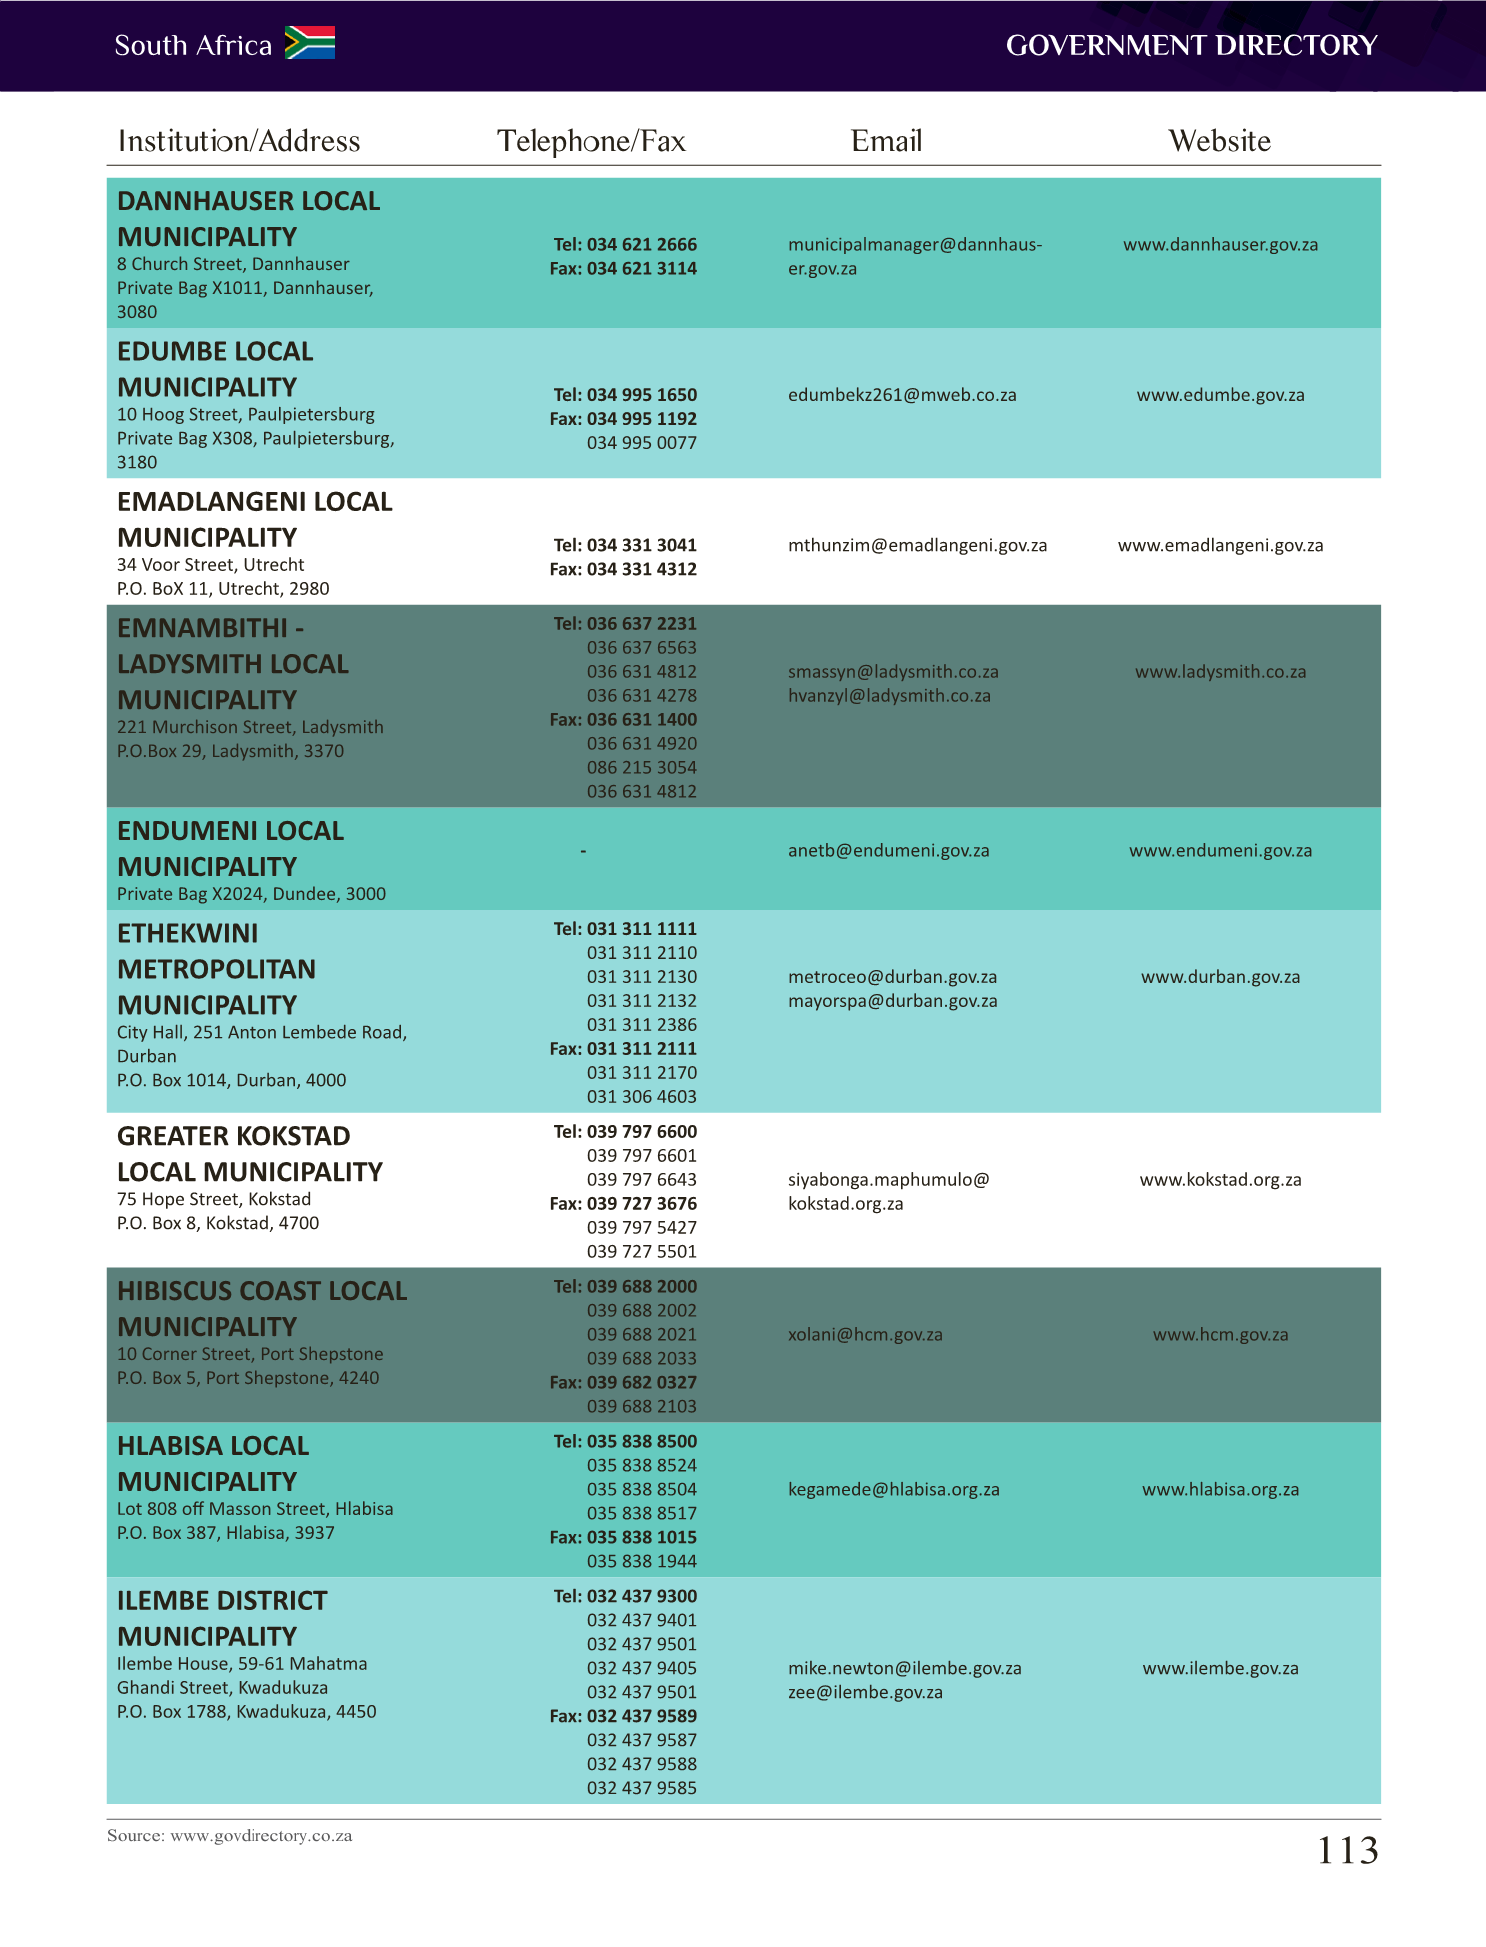 South Africa
GOVERNMENT DIRECTORY
Institution/Address
Telephone/Fax
Email
Website
DANNHAUSER LOCAL
MUNICIPALITY
8 Church Street, Dannhauser
Private Bag X1011, Dannhauser,
3080
Tel: 034 621 2666
Fax: 034 621 3114
municipalmanager@dannhaus-
er.gov.za
www.dannhauser.gov.za
EDUMBE LOCAL
MUNICIPALITY
10 Hoog Street, Paulpietersburg
Private Bag X308, Paulpietersburg,
3180
Tel: 034 995 1650
Fax: 034 995 1192
034 995 0077
edumbekz261@mweb.co.za
www.edumbe.gov.za
EMADLANGENI LOCAL
MUNICIPALITY
34 Voor Street, Utrecht
P.O. BoX 11, Utrecht, 2980
Tel: 034 331 3041
Fax: 034 331 4312
mthunzim@emadlangeni.gov.za
www.emadlangeni.gov.za
EMNAMBITHI -
LADYSMITH LOCAL
MUNICIPALITY
221 Murchison Street, Ladysmith
P.O.Box 29, Ladysmith, 3370
Tel: 036 637 2231
036 637 6563
036 631 4812
036 631 4278
Fax: 036 631 1400
036 631 4920
086 215 3054
036 631 4812
smassyn@ladysmith.co.za
hvanzyl@ladysmith.co.za
www.ladysmith.co.za
ENDUMENI LOCAL
MUNICIPALITY
Private Bag X2024, Dundee, 3000
-
anetb@endumeni.gov.za
www.endumeni.gov.za
ETHEKWINI
METROPOLITAN
MUNICIPALITY
City Hall, 251 Anton Lembede Road,
Durban
P.O. Box 1014, Durban, 4000
Tel: 031 311 1111
031 311 2110
031 311 2130
031 311 2132
031 311 2386
Fax: 031 311 2111
031 311 2170
031 306 4603
metroceo@durban.gov.za
mayorspa@durban.gov.za
www.durban.gov.za
GREATER KOKSTAD
LOCAL MUNICIPALITY
75 Hope Street, Kokstad
P.O. Box 8, Kokstad, 4700
Tel: 039 797 6600
039 797 6601
039 797 6643
Fax: 039 727 3676
039 797 5427
039 727 5501
siyabonga.maphumulo@
kokstad.org.za
www.kokstad.org.za
HIBISCUS COAST LOCAL
MUNICIPALITY
10 Corner Street, Port Shepstone
P.O. Box 5, Port Shepstone, 4240
Tel: 039 688 2000
039 688 2002
039 688 2021
039 688 2033
Fax: 039 682 0327
039 688 2103
xolani@hcm.gov.za
www.hcm.gov.za
HLABISA LOCAL
MUNICIPALITY
Lot 808 off Masson Street, Hlabisa
P.O. Box 387, Hlabisa, 3937
Tel: 035 838 8500
035 838 8524
035 838 8504
035 838 8517
Fax: 035 838 1015
035 838 1944
kegamede@hlabisa.org.za
www.hlabisa.org.za
ILEMBE DISTRICT
MUNICIPALITY
Ilembe House, 59-61 Mahatma
Ghandi Street, Kwadukuza
P.O. Box 1788, Kwadukuza, 4450
Tel: 032 437 9300
032 437 9401
032 437 9501
032 437 9405
032 437 9501
Fax: 032 437 9589
032 437 9587
032 437 9588
032 437 9585
mike.newton@ilembe.gov.za
zee@ilembe.gov.za
www.ilembe.gov.za
Source: www.govdirectory.co.za
113